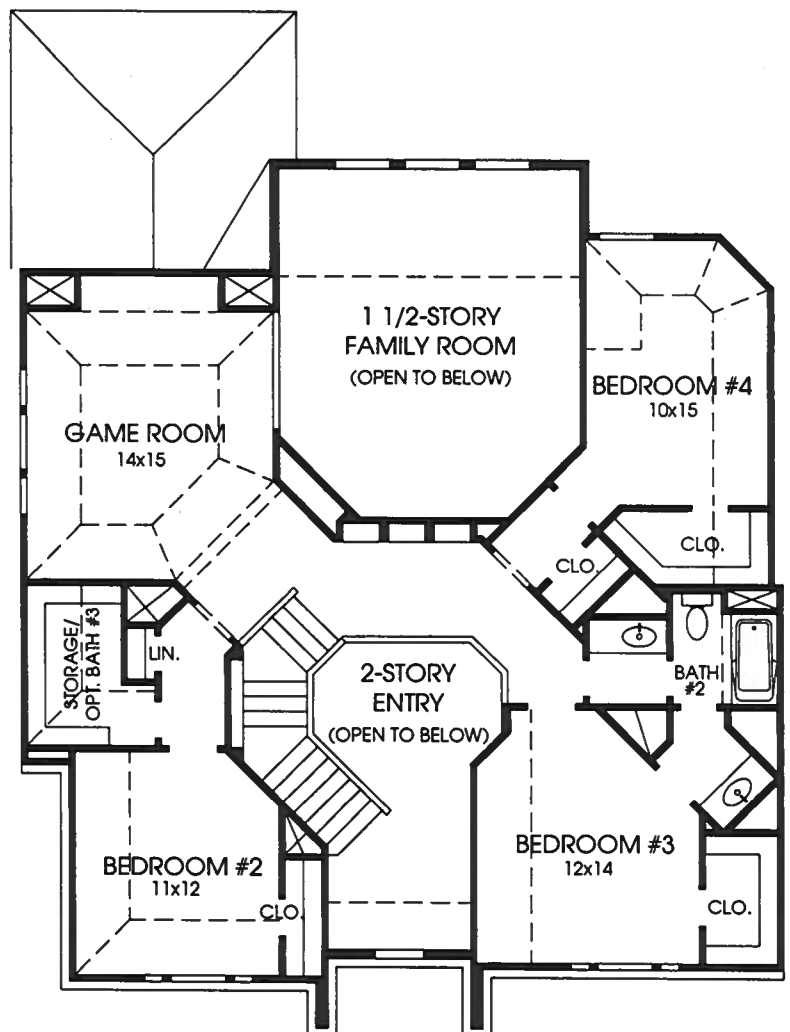 1 1/2-STORY
FAMILY ROOM
(OPEN TO BELOW)
BEDROOM #4
10x15
GAME ROOM
14x15
CLO.
CLO.
STORAGE/
OPT. BATH #3
LIN.
2-STORY
ENTRY
(OPEN TO BELOW)
BATH
#2
BEDROOM #3
12x14
BEDROOM #2
11x12
CLO.
CLO.